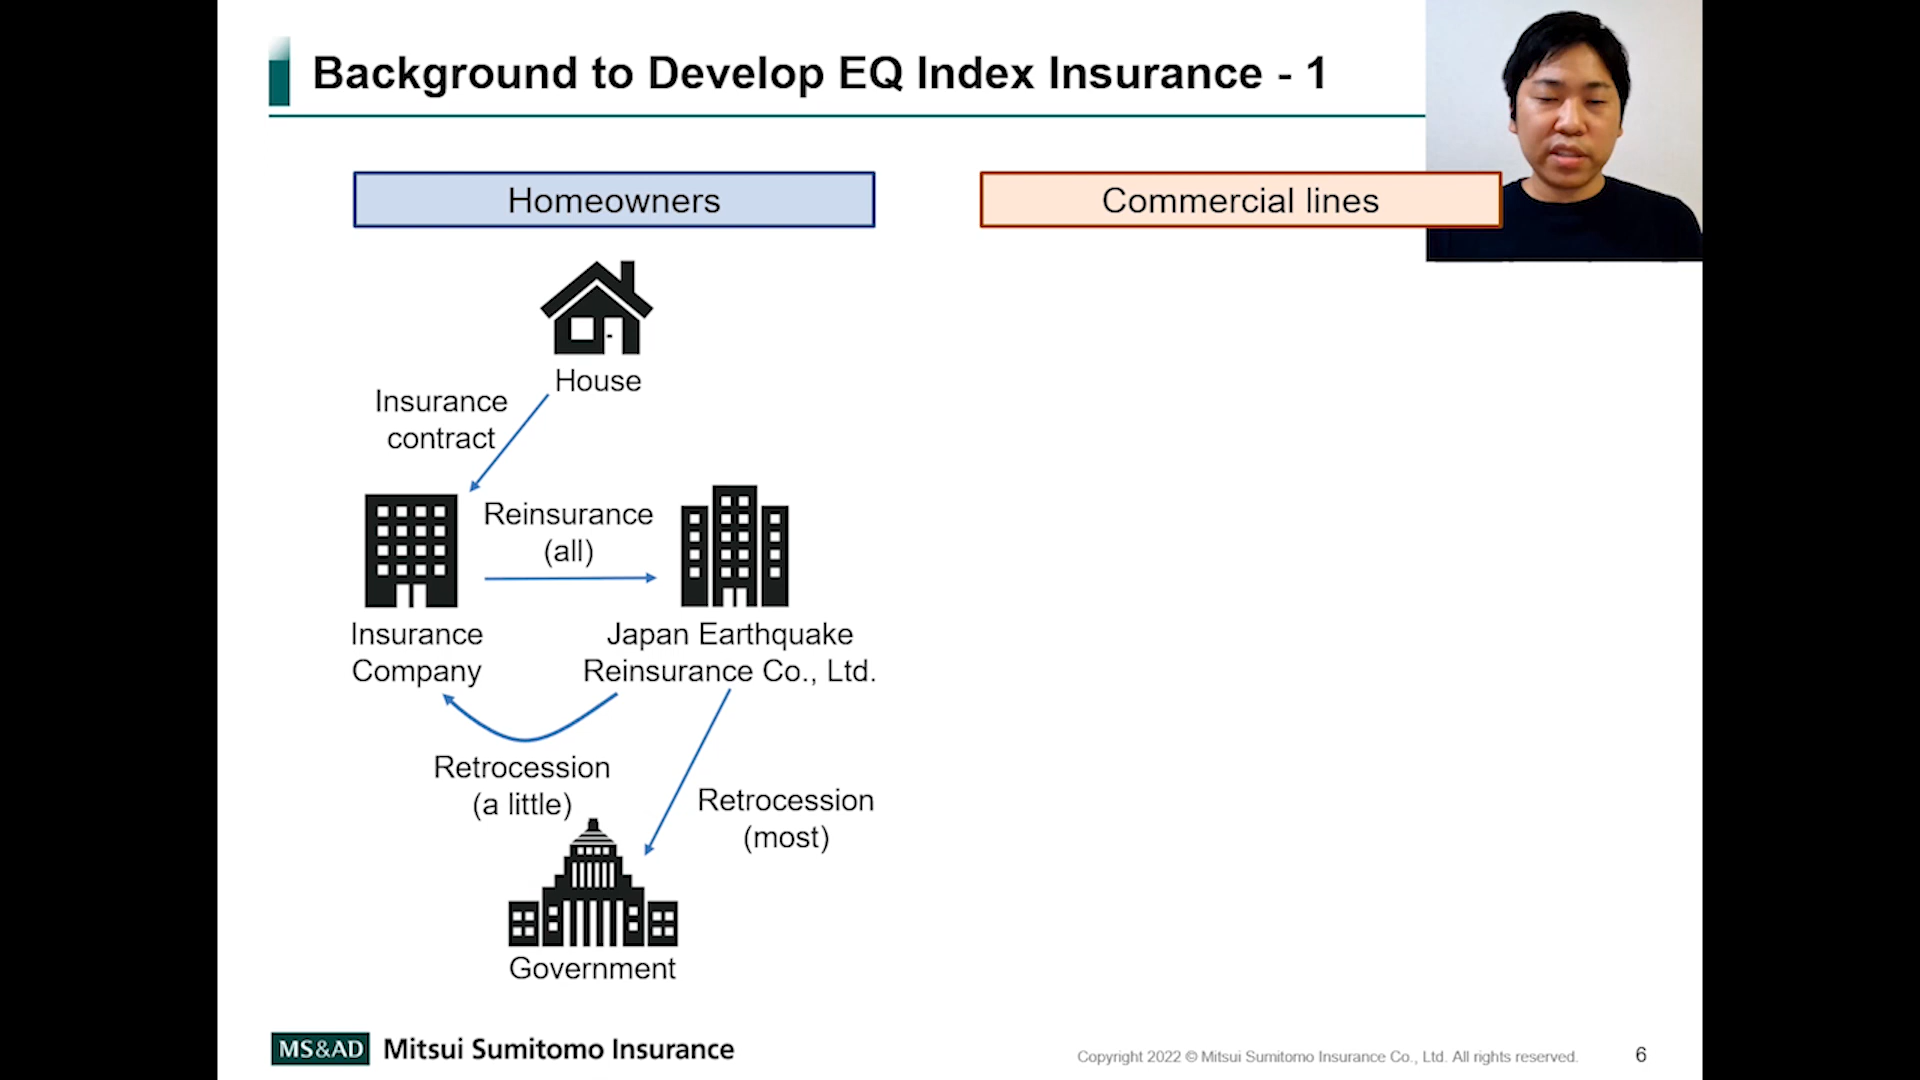 Background to Develop EQ Index Insurance - 1
Homeowners
Commercial lines
House
Insurance
contract
Reinsurance
(all)
Insurance
Company
Japan Earthquake
Reinsurance Co., Ltd.
Retrocession
(a little)
Retrocession
(most)
Government
MS&AD Mitsui Sumitomo Insurance
Copyright 2022 © Mitsui Sumitomo Insurance Co., Ltd. All rights reserved.
6